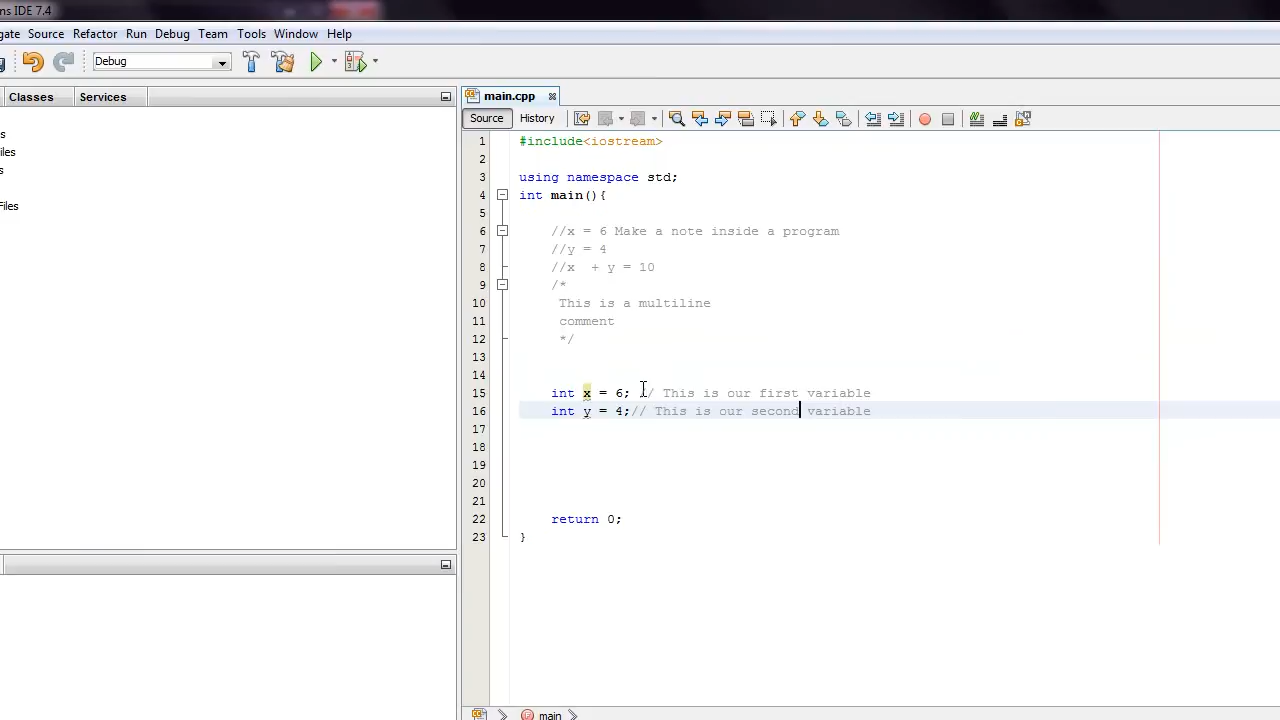 ns IDE 7.4
gate Source Refactor Run Debug Team Tools Window Help
Debug
Classes Services main.cpp
Source History
s
iles
s
Files
1 #include<iostream>
2
3 using namespace std;
4 int main(){
5
6 //x = 6 Make a note inside a program
7 //y = 4
8 //x + y = 10
9 /*
10 This is a multiline
11 comment
12 */
13
14
15 int x = 6; // This is our first variable
16 int y = 4;// This is our second variable
17
18
19
20
21
22 return 0;
23 }
main